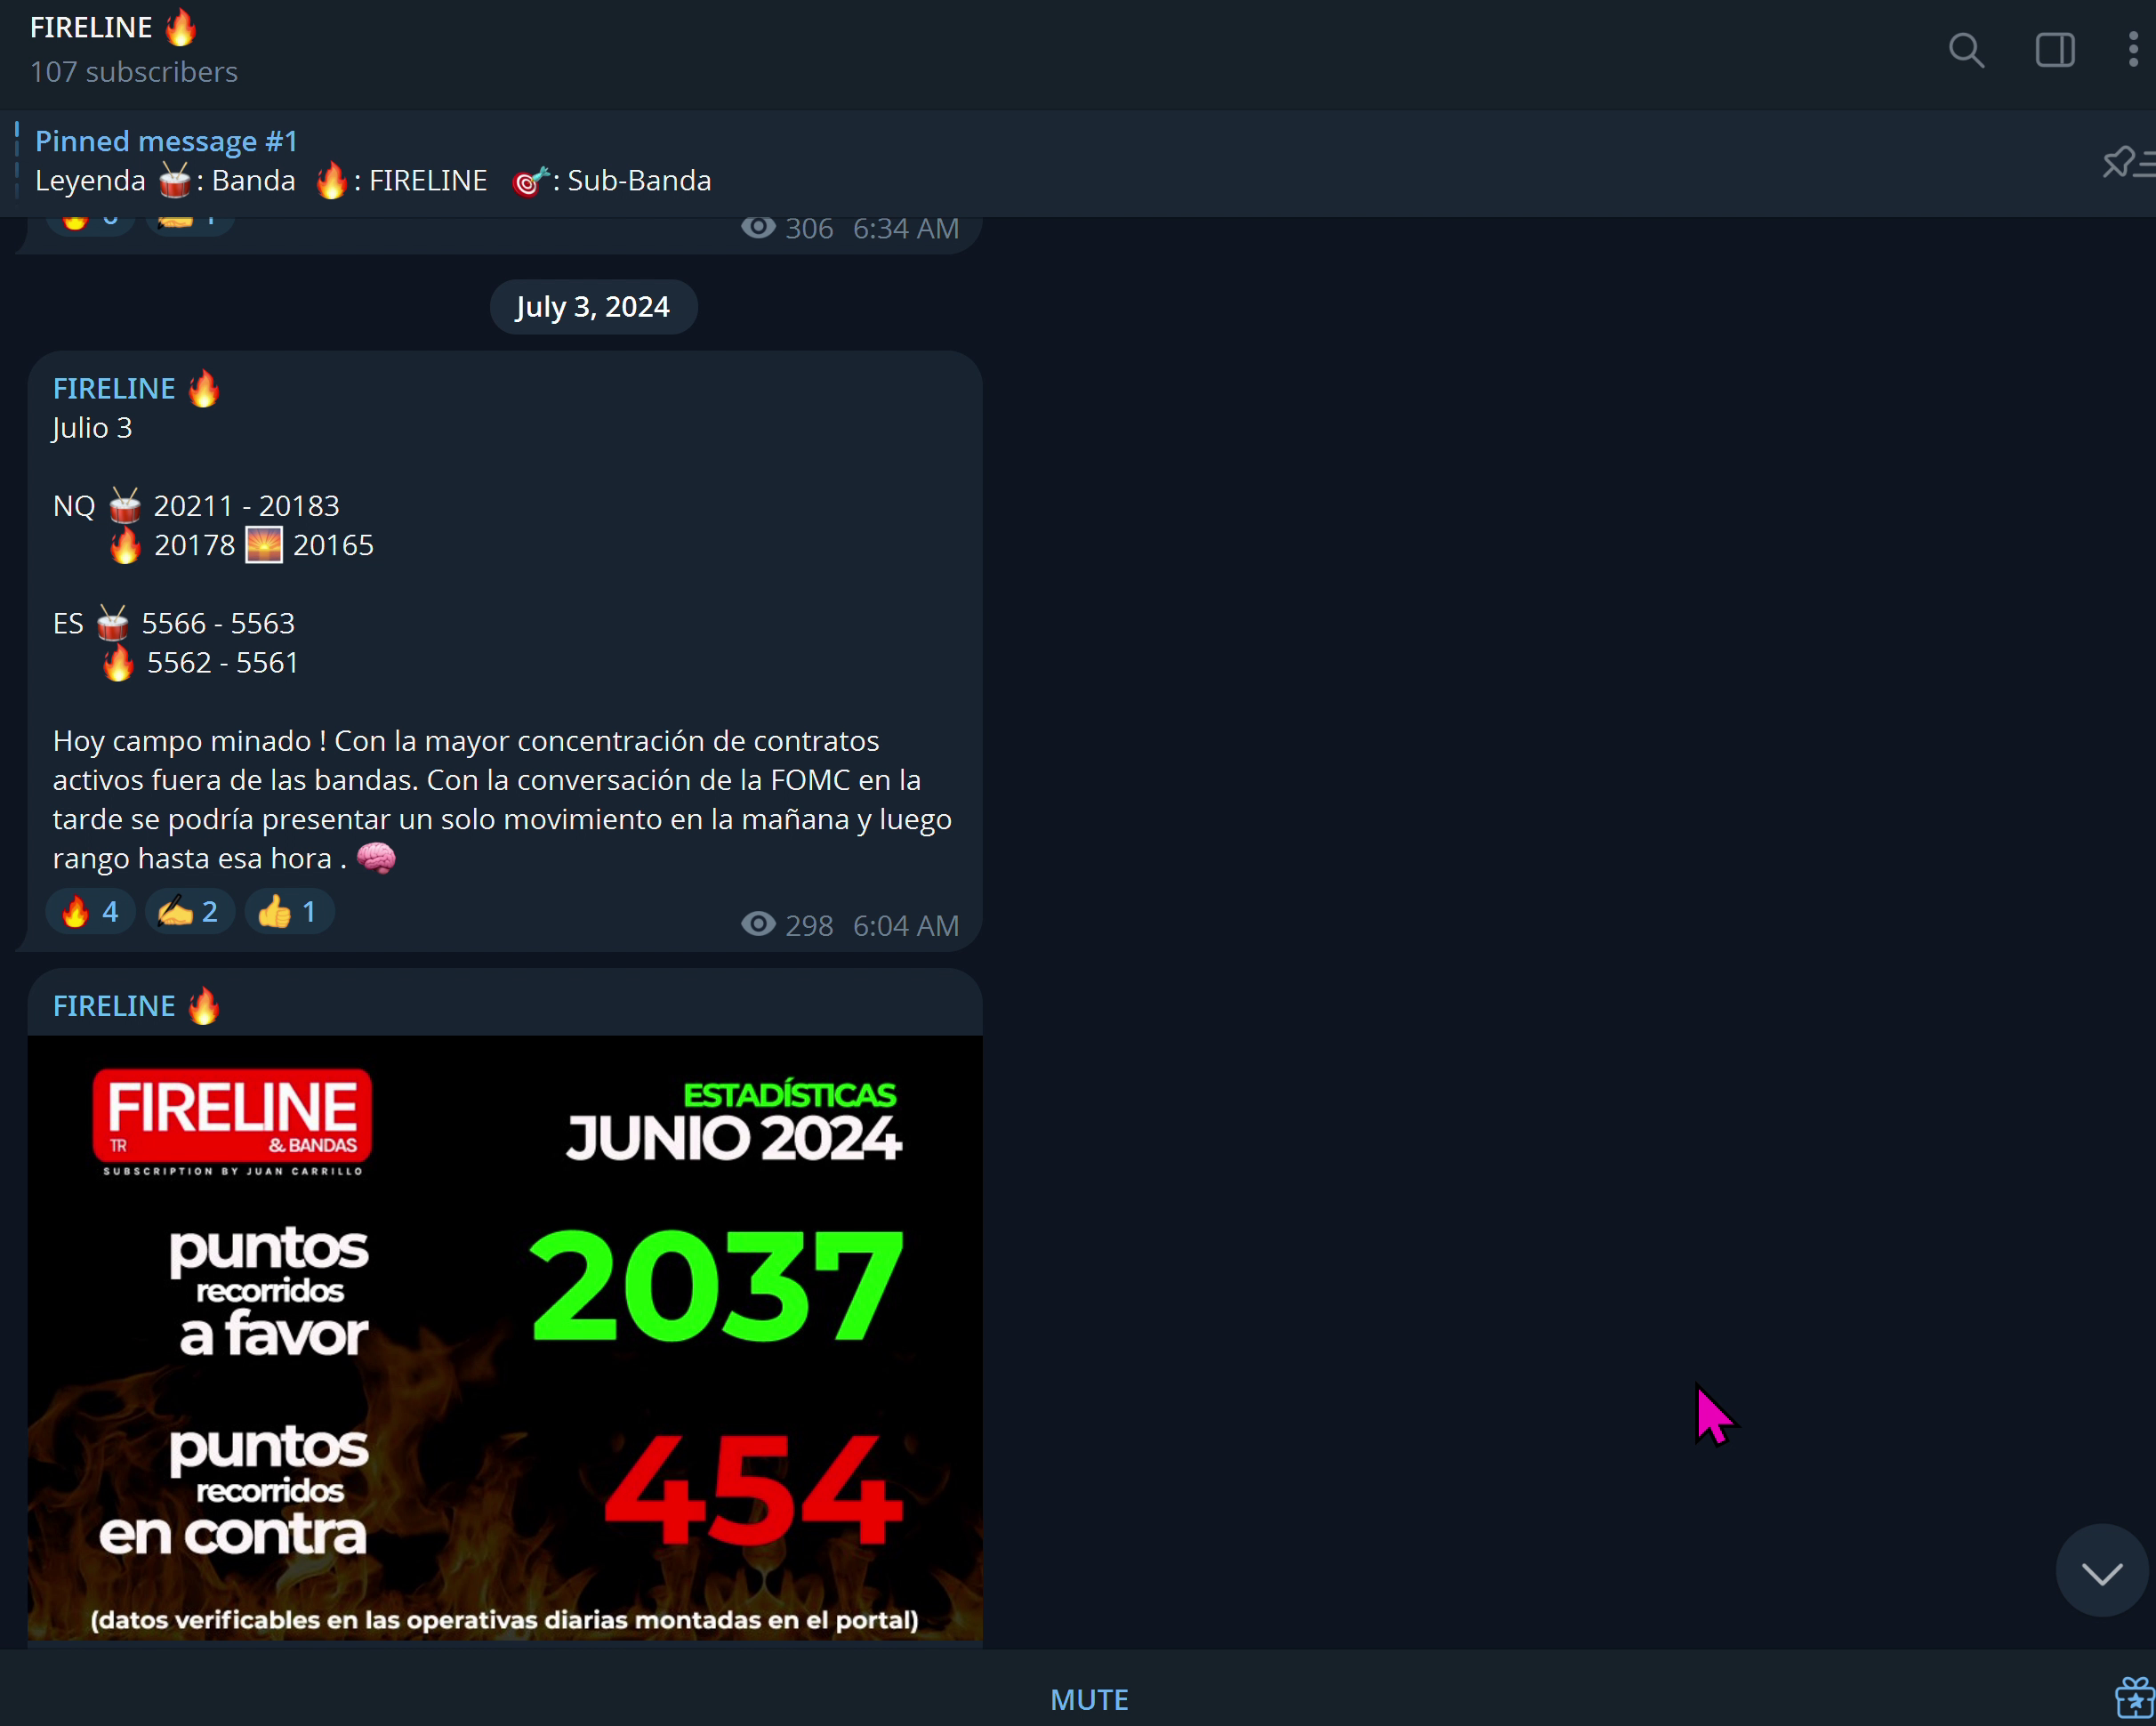 FIRELINE 🔥
107 subscribers
Pinned message #1
Leyenda 🥁: Banda 🔥: FIRELINE 🎯: Sub-Banda
306 6:34 AM
July 3, 2024
FIRELINE 🔥
Julio 3
NQ 🥁 20211 - 20183
🔥 20178 🌅 20165
ES 🥁 5566 - 5563
🔥 5562 - 5561
Hoy campo minado ! Con la mayor concentración de contratos
activos fuera de las bandas. Con la conversación de la FOMC en la
tarde se podría presentar un solo movimiento en la mañana y luego
rango hasta esa hora . 🧠
🔥 4 ✍️ 2 👍 1
298 6:04 AM
FIRELINE 🔥
FIRELINE
TR & BANDAS
SUBSCRIPTION BY JUAN CARRILLO
ESTADÍSTICAS
JUNIO 2024
puntos
recorridos
a favor
2037
puntos
recorridos
en contra
454
(datos verificables en las operativas diarias montadas en el portal)
MUTE